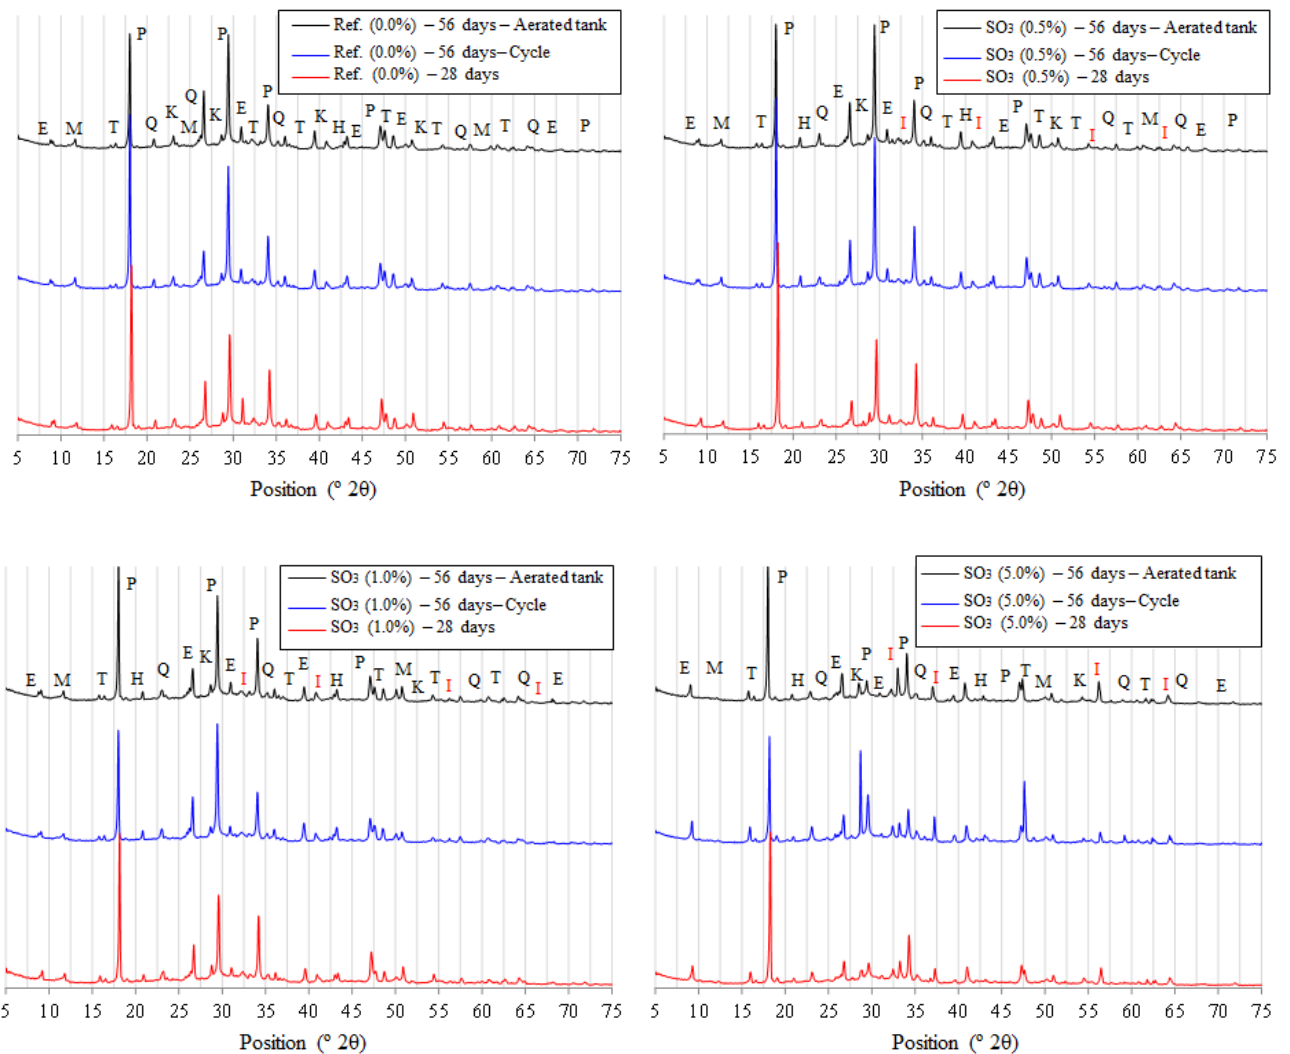 Ref. (0.0%) – 56 days – Aerated tank
Ref. (0.0%) – 56 days – Cycle
Ref. (0.0%) – 28 days
P P
E M T Q K Q M K E T P Q T K H E P T E K T Q M T Q E P
5 10 20 25 30 35 40 45 50 55 60 65 70 75
Position (° 2θ)
SO3 (0.5%) – 56 days – Aerated tank
SO3 (0.5%) – 56 days – Cycle
SO3 (0.5%) – 28 days
P P
E M T H Q E K E I P Q T H I E P T K T I Q T M I Q E P
5 10 15 20 25 30 35 40 45 50 55 60 65 70 75
Position (° 2θ)
SO3 (1.0%) – 56 days – Aerated tank
SO3 (1.0%) – 56 days – Cycle
SO3 (1.0%) – 28 days
P P
E M T H Q E K E I P Q T E I H P T M K T I Q T Q I E
5 10 15 20 25 30 35 40 45 50 55 60 65 70 75
Position (° 2θ)
SO3 (5.0%) – 56 days – Aerated tank
SO3 (5.0%) – 56 days – Cycle
SO3 (5.0%) – 28 days
P
E M T H Q E K P E I P Q I E H P T M K I Q T I Q E
5 10 15 20 25 30 35 40 45 50 55 60 65 70 75
Position (° 2θ)